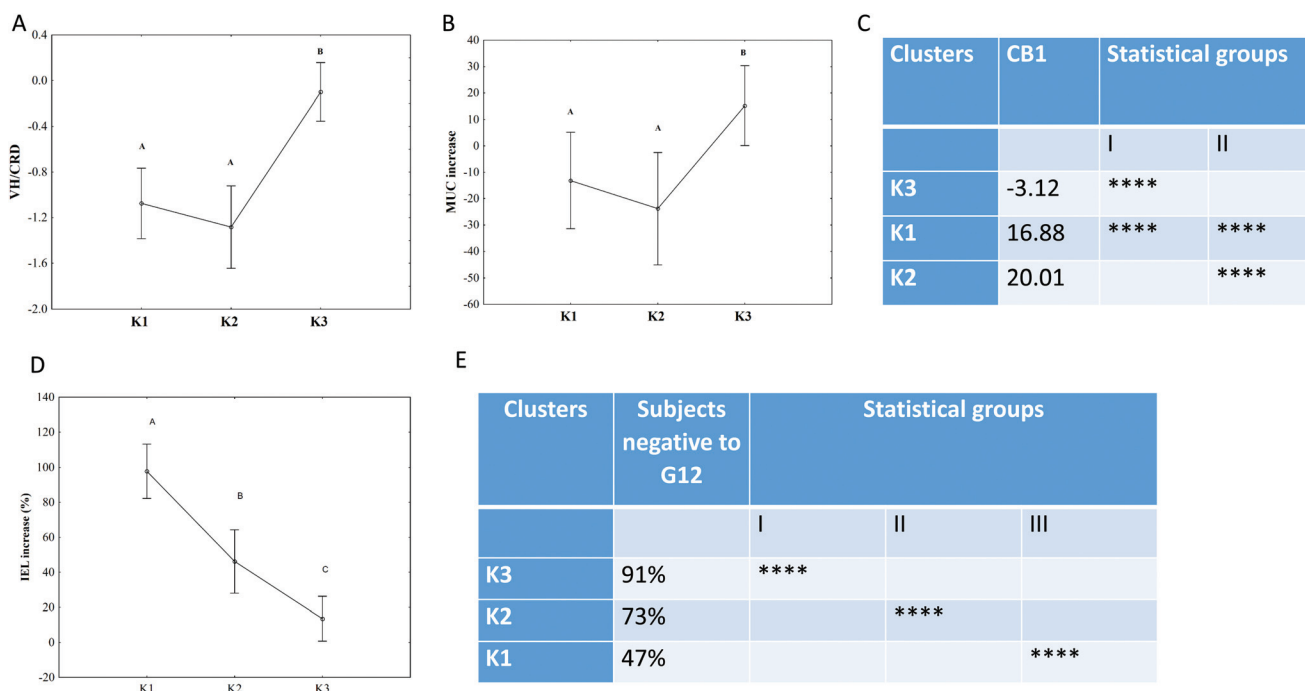 A
0.4
0.0
-0.4
-0.8
-1.2
-1.6
-2.0
VH/CRD
A
A
B
K1 K2 K3
B
40
30
20
10
0
-10
-20
-30
-40
-50
-60
MUC increase
A
A
B
K1 K2 K3
C
Clusters CB1 Statistical groups
I II
K3 -3.12 ****
K1 16.88 **** ****
K2 20.01 ****
D
140
120
100
80
60
40
20
0
-20
IEL increase (%)
A
B
C
K1 K2 K3
E
Clusters Subjects negative to G12 Statistical groups
I II III
K3 91% ****
K2 73% ****
K1 47% ****